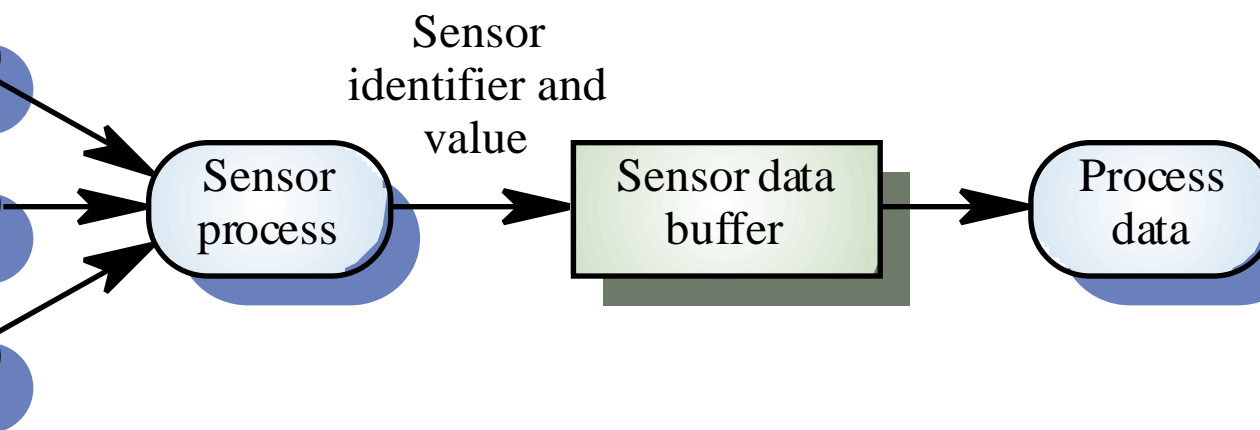 Sensor
identifier and
value
Sensor
process
Sensor data
buffer
Process
data